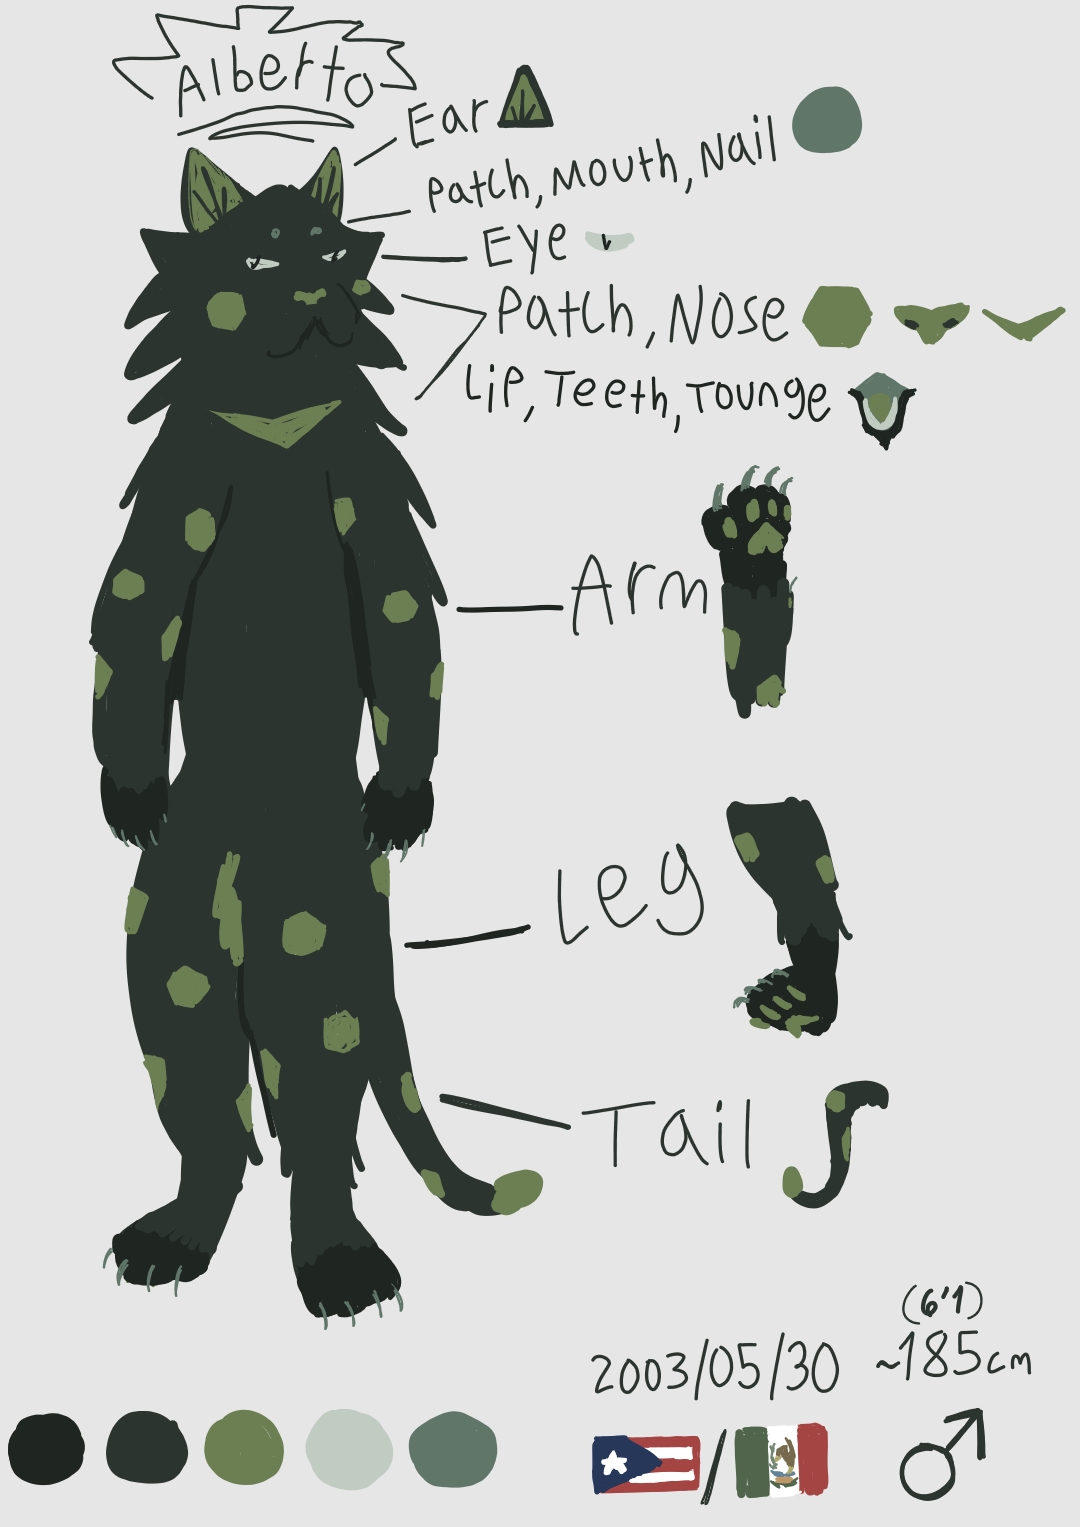 Alberto
Ear
Patch, Mouth, Nail
Eye
Patch, Nose
Lip, Teeth, Tounge
Arm
Leg
Tail
(6'1)
2003/05/30 ~185cm